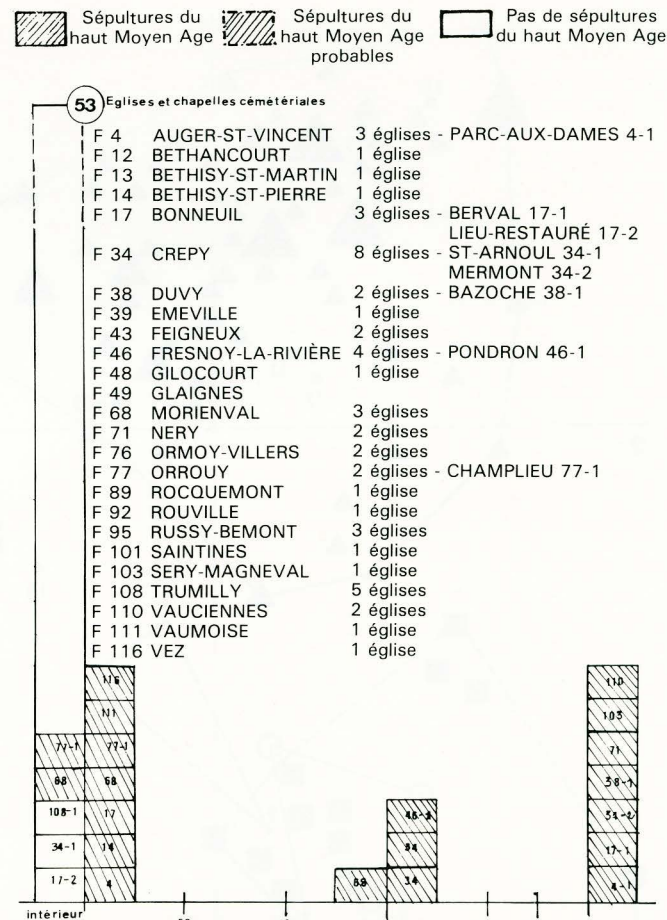 Sépultures du haut Moyen Age
Sépultures du haut Moyen Age probables
Pas de sépultures du haut Moyen Age
53 Eglises et chapelles cémétériales
F 4 AUGER-ST-VINCENT 3 églises - PARC-AUX-DAMES 4-1
F 12 BETHANCOURT 1 église
F 13 BETHISY-ST-MARTIN 1 église
F 14 BETHISY-ST-PIERRE 1 église
F 17 BONNEUIL 3 églises - BERVAL 17-1
LIEU-RESTAURÉ 17-2
F 34 CREPY 8 églises - ST-ARNOUL 34-1
MERMONT 34-2
F 38 DUVY 2 églises - BAZOCHE 38-1
F 39 EMEVILLE 1 église
F 43 FEIGNEUX 2 églises
F 46 FRESNOY-LA-RIVIÈRE 4 églises - PONDRON 46-1
F 48 GILOCOURT 1 église
F 49 GLAIGNES
F 68 MORIENVAL 3 églises
F 71 NERY 2 églises
F 76 ORMOY-VILLERS 2 églises
F 77 ORROUY 2 églises - CHAMPLIEU 77-1
F 89 ROCQUEMONT 1 église
F 92 ROUVILLE 1 église
F 95 RUSSY-BEMONT 3 églises
F 101 SAINTINES 1 église
F 103 SERY-MAGNEVAL 1 église
F 108 TRUMILLY 5 églises
F 110 VAUCIENNES 2 églises
F 111 VAUMOISE 1 église
F 116 VEZ 1 église
116 110
111 103
77-1 77-1 71
68 68 38-1
108-1 17
34-1 14 17-1
17-2 4 34 4-1
intérieur